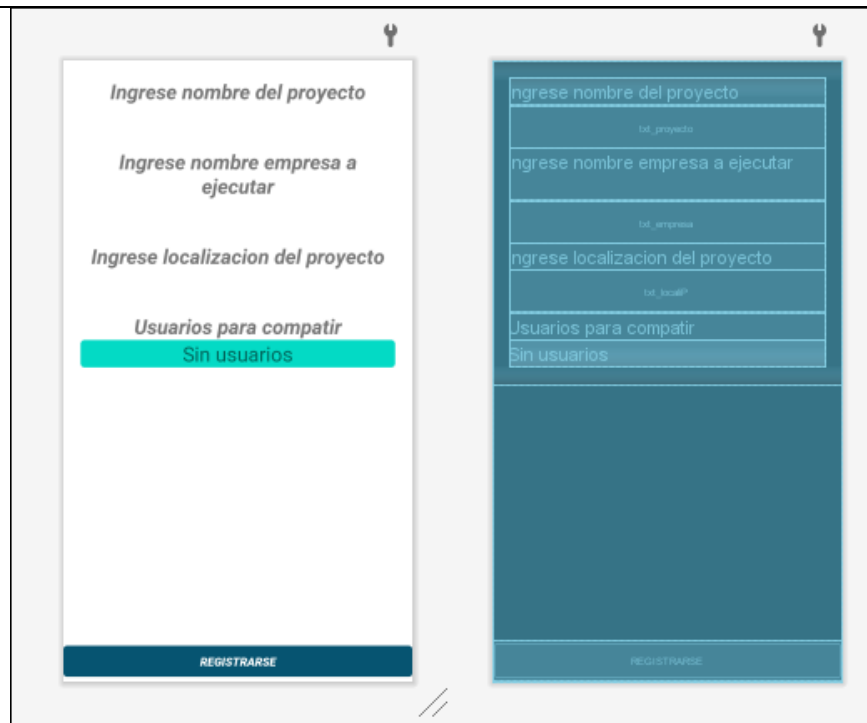 Ingrese nombre del proyecto
Ingrese nombre empresa a
ejecutar
Ingrese localizacion del proyecto
Usuarios para compatir
Sin usuarios
REGISTRARSE
ngrese nombre del proyecto
txt_proyecto
ngrese nombre empresa a ejecutar
txt_empresa
ngrese localizacion del proyecto
txt_localP
Usuarios para compatir
Sin usuarios
REGISTRARSE